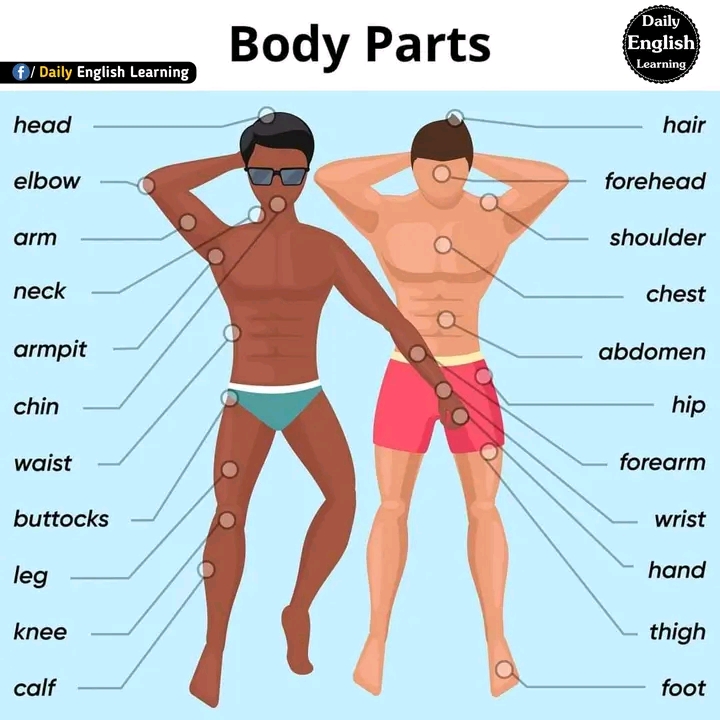 Body Parts
Daily
English
Learning
f/ Daily English Learning
head
elbow
arm
neck
armpit
chin
waist
buttocks
leg
knee
calf
hair
forehead
shoulder
chest
abdomen
hip
forearm
wrist
hand
thigh
foot